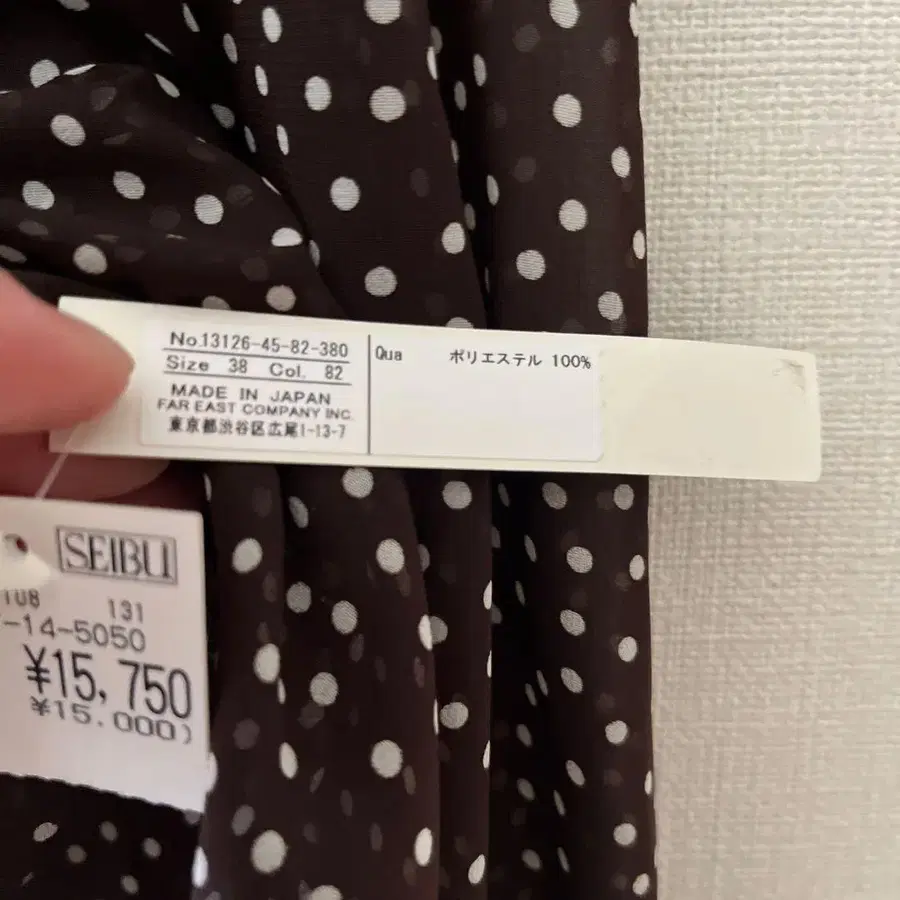 No.13126-45-82-380
Size 38 Col. 82
MADE IN JAPAN
FAR EAST COMPANY INC.
東京都渋谷区広尾1-13-7
Qua ポリエステル 100%
SEIBU
108 131
-14-5050
¥15,750
¥15.000)